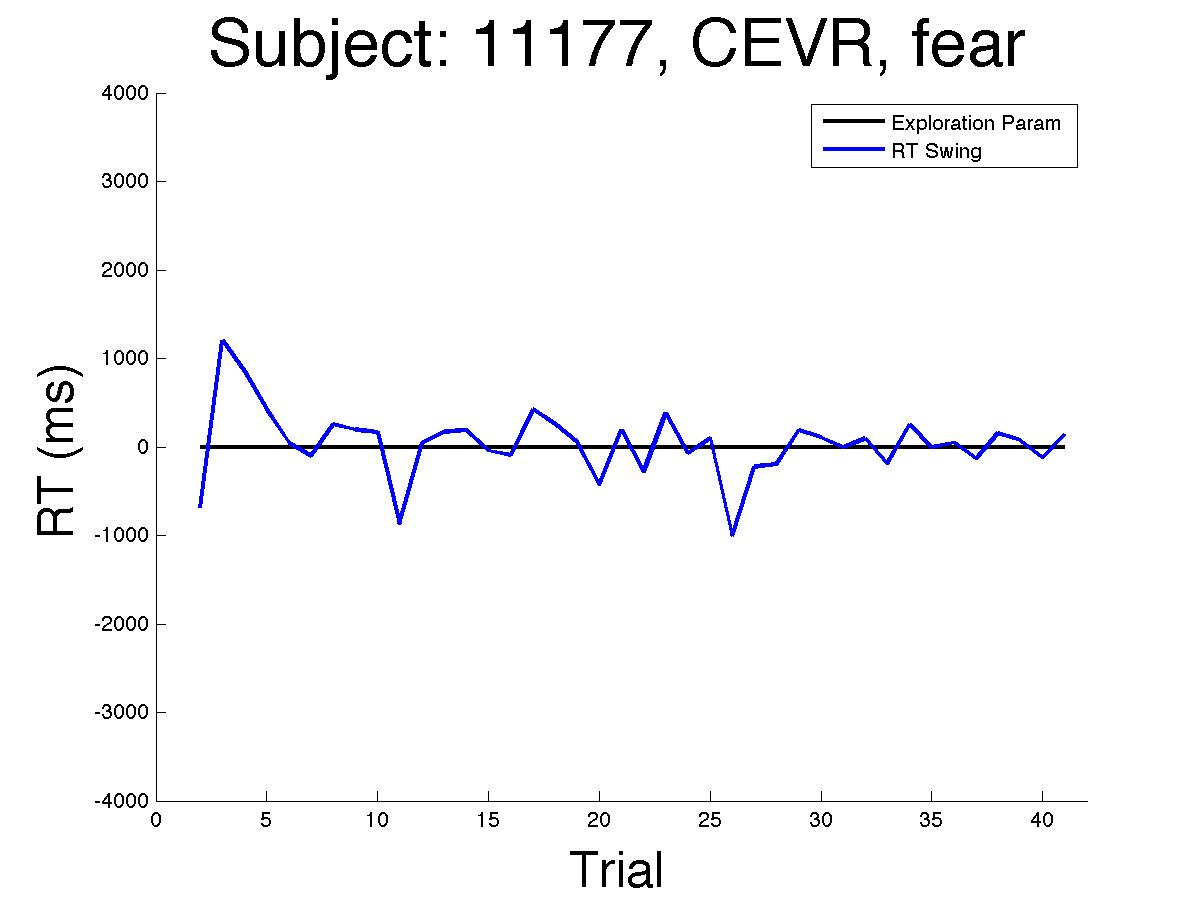 Subject: 11177, CEVR, fear
Exploration Param
RT Swing
RT (ms)
4000
3000
2000
1000
0
-1000
-2000
-3000
-4000
0 5 10 15 20 25 30 35 40
Trial